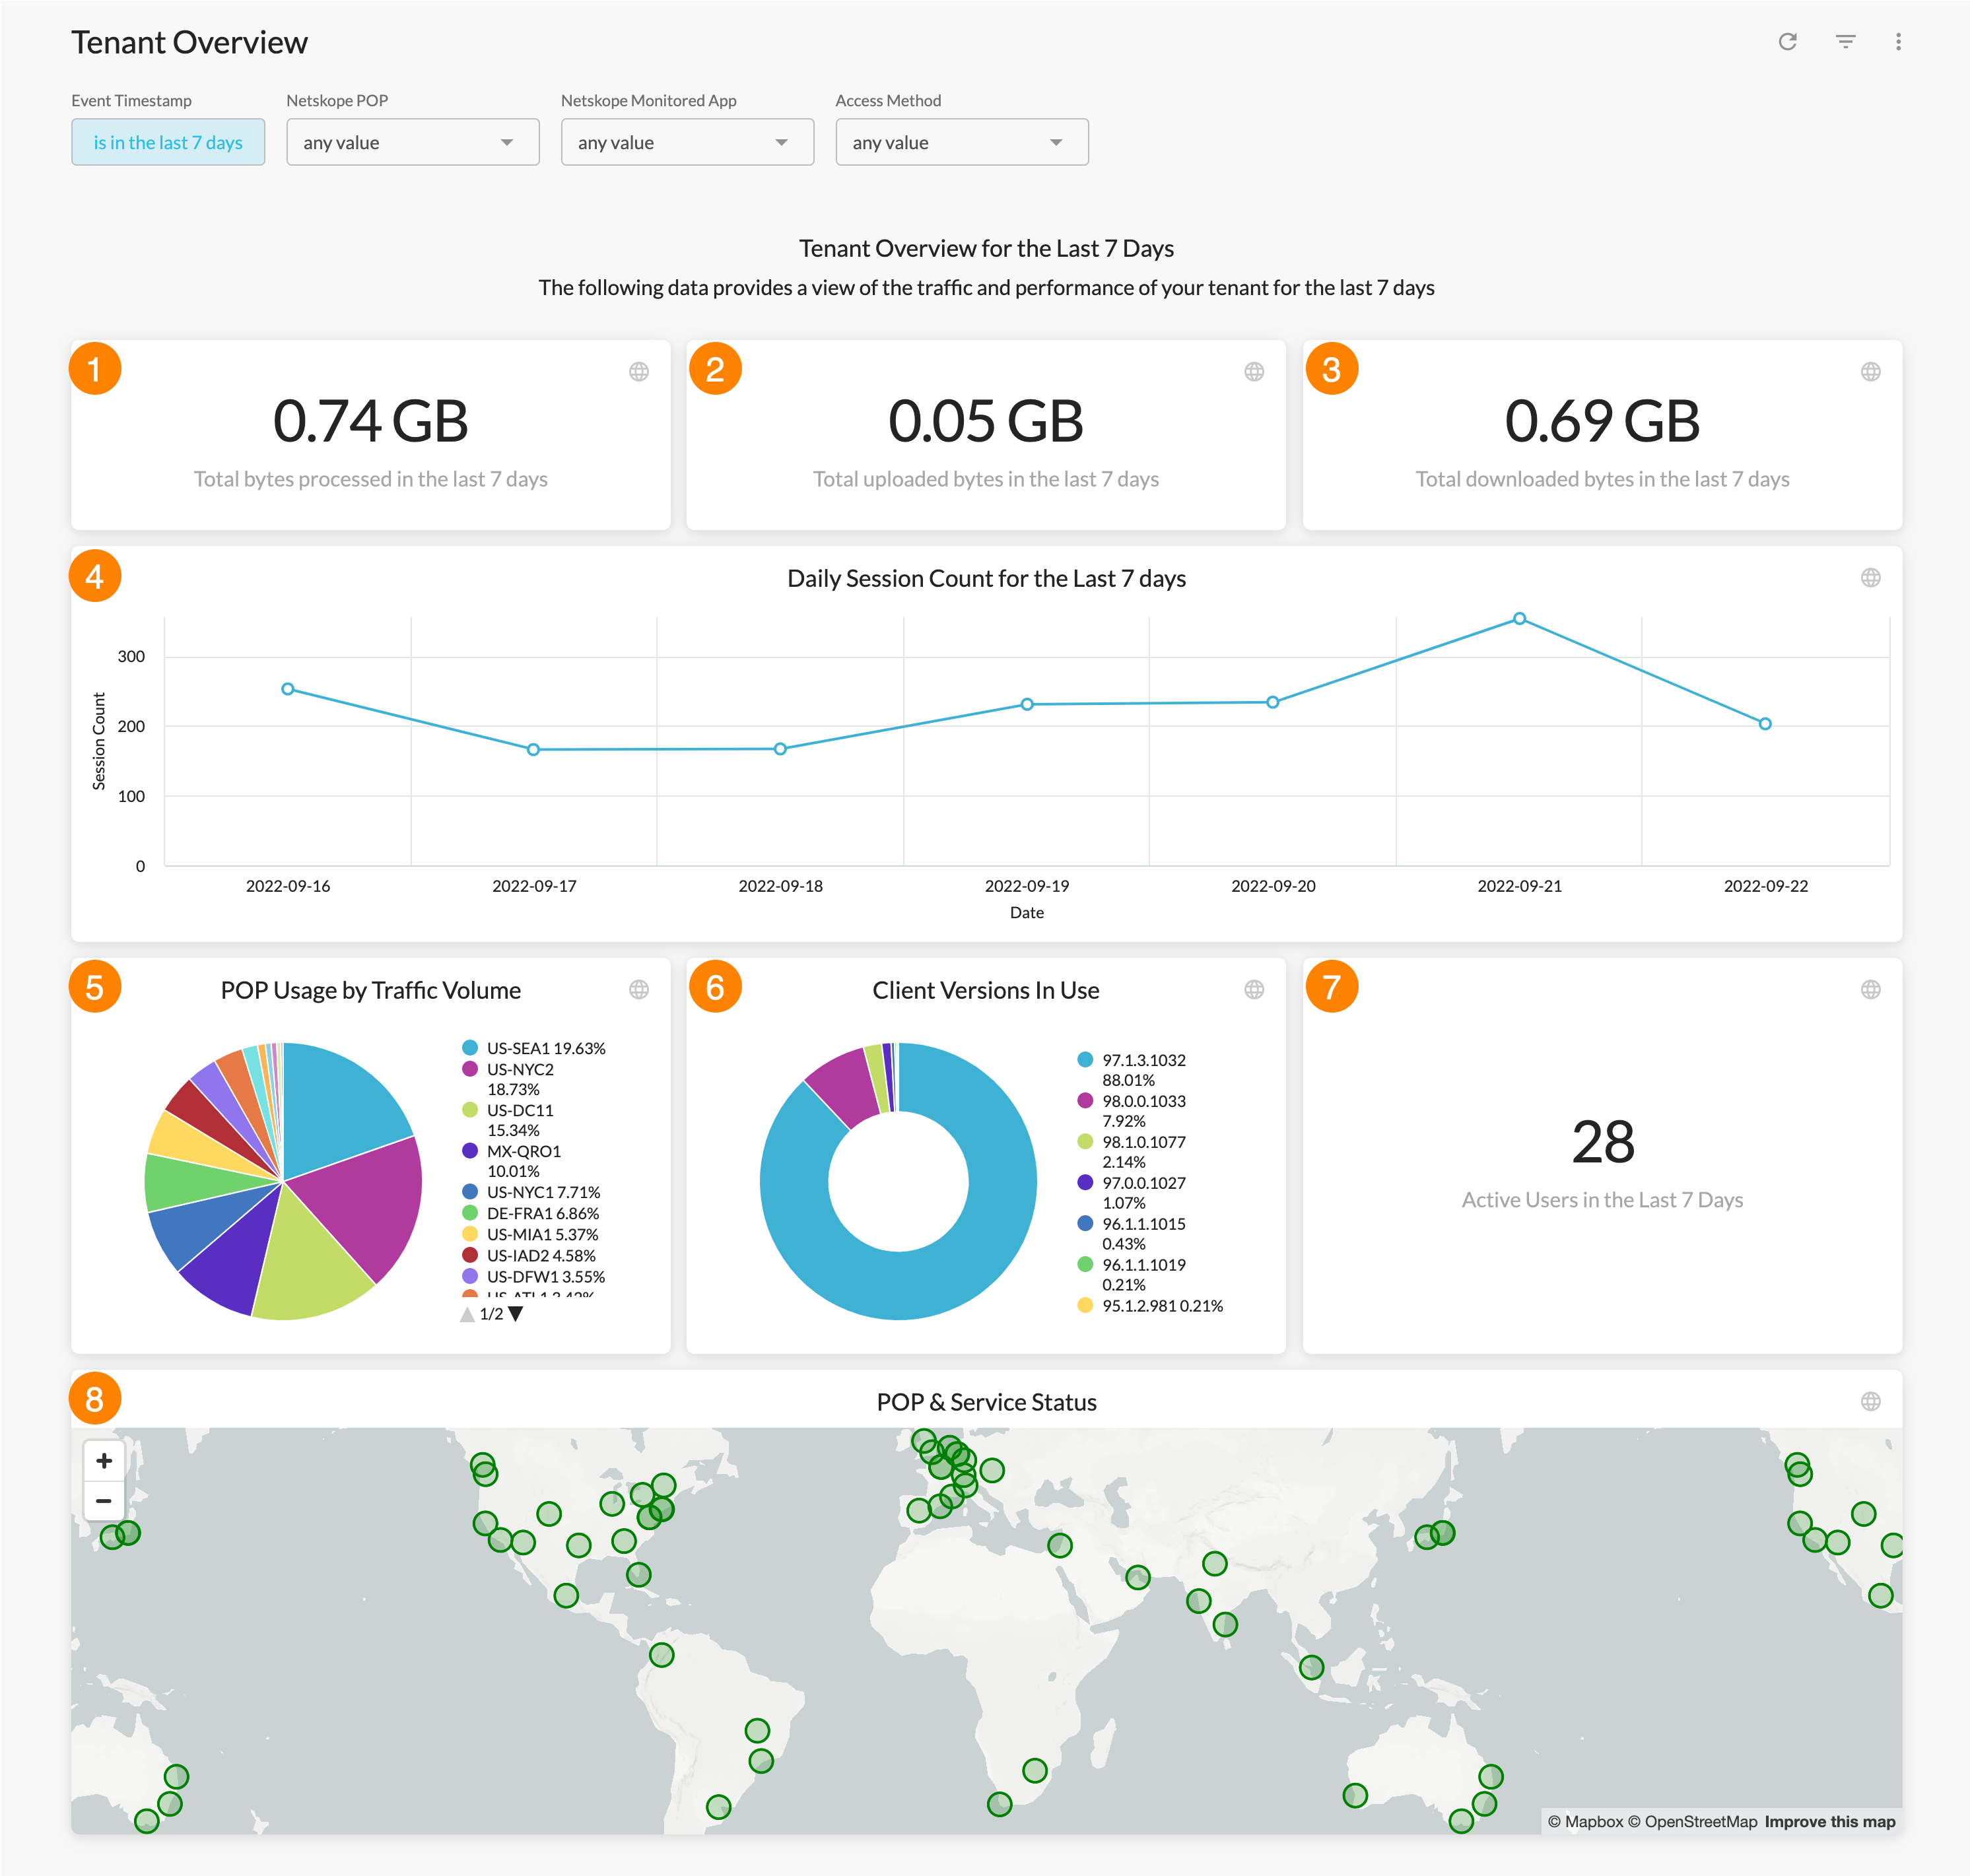 Tenant Overview
Event Timestamp
Netskope POP
Netskope Monitored App
Access Method
is in the last 7 days
any value
any value
any value
Tenant Overview for the Last 7 Days
The following data provides a view of the traffic and performance of your tenant for the last 7 days
1
0.74 GB
Total bytes processed in the last 7 days
2
0.05 GB
Total uploaded bytes in the last 7 days
3
0.69 GB
Total downloaded bytes in the last 7 days
4
Daily Session Count for the Last 7 days
Session Count
300
200
100
0
2022-09-16
2022-09-17
2022-09-18
2022-09-19
2022-09-20
2022-09-21
2022-09-22
Date
5
POP Usage by Traffic Volume
US-SEA1 19.63%
US-NYC2
18.73%
US-DC11
15.34%
MX-QRO1
10.01%
US-NYC1 7.71%
DE-FRA1 6.86%
US-MIA1 5.37%
US-IAD2 4.58%
US-DFW1 3.55%
1/2
6
Client Versions In Use
97.1.3.1032
88.01%
98.0.0.1033
7.92%
98.1.0.1077
2.14%
97.0.0.1027
1.07%
96.1.1.1015
0.43%
96.1.1.1019
0.21%
95.1.2.981 0.21%
7
28
Active Users in the Last 7 Days
8
POP & Service Status
+
−
© Mapbox © OpenStreetMap Improve this map